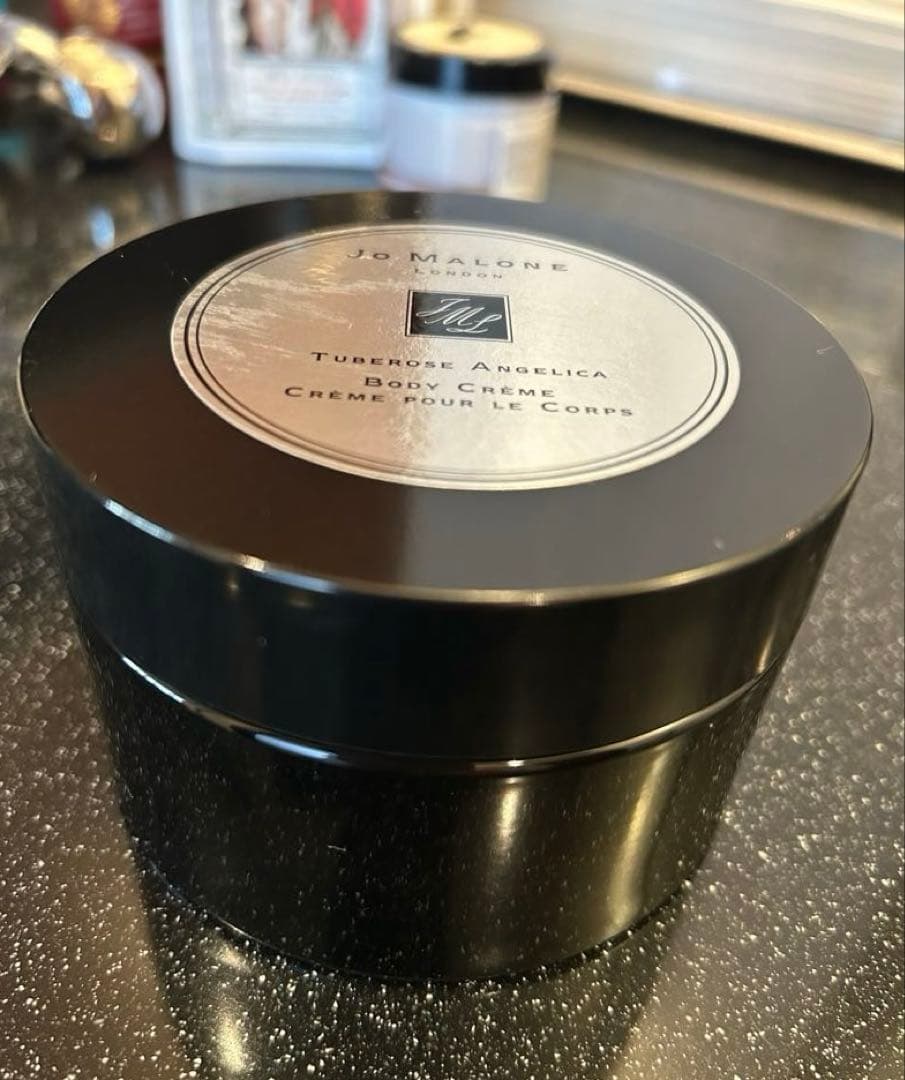 Jo Malone
London
JML
Tuberose Angelica
Body Crème
Crème pour le Corps